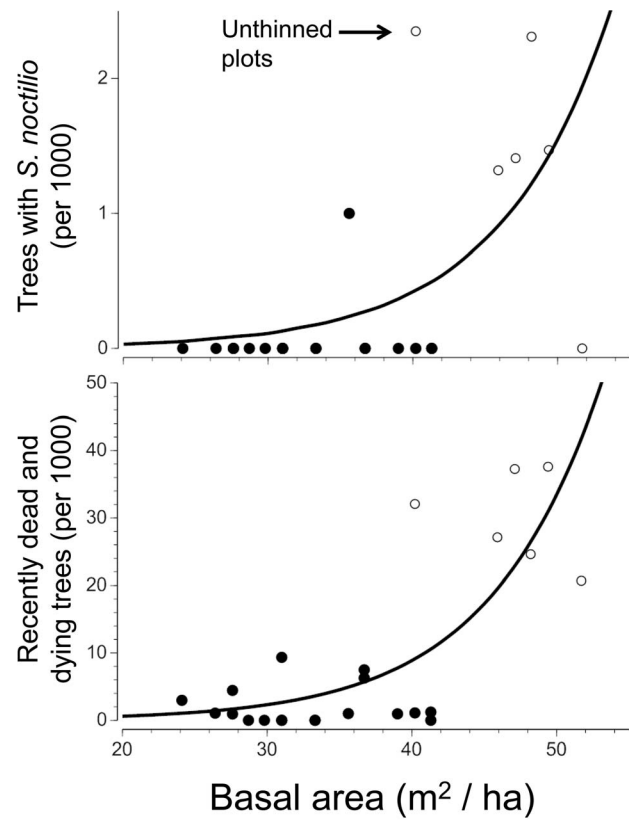 Unthinned
plots
Trees with S. noctilio
(per 1000)
2
1
0
Recently dead and
dying trees (per 1000)
50
40
30
20
10
0
20 30 40 50
Basal area (m² / ha)